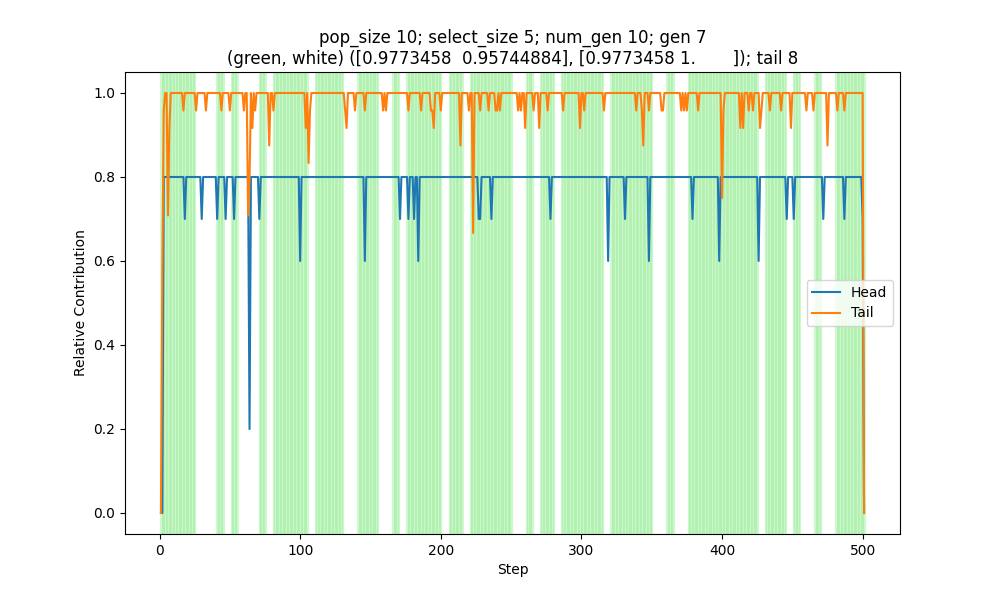 pop_size 10; select_size 5; num_gen 10; gen 7
(green, white) ([0.9773458  0.95744884], [0.9773458 1.        ]); tail 8
1.0
0.8
0.6
0.4
0.2
0.0
Relative Contribution
Head
Tail
0 100 200 300 400 500
Step